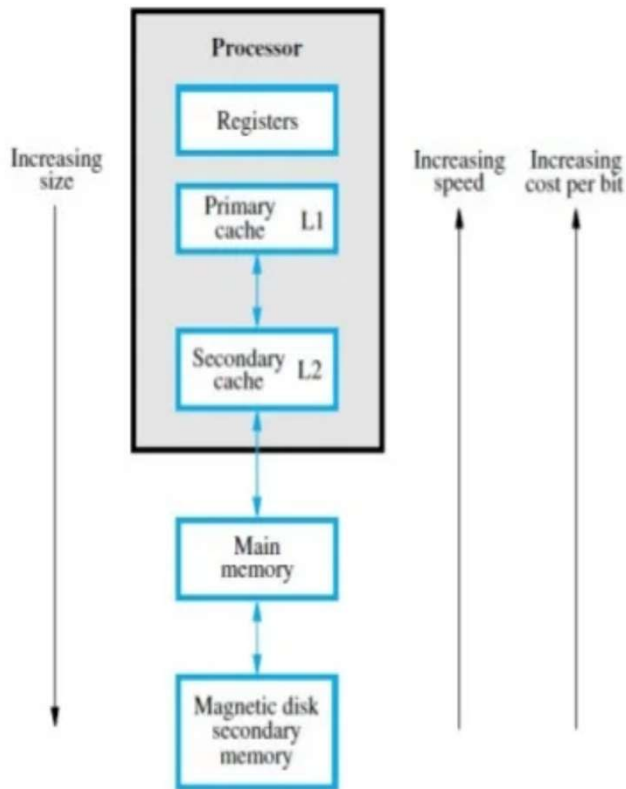 Processor
Registers
Increasing
size
Increasing
speed
Increasing
cost per bit
Primary
cache L1
Secondary
cache L2
Main
memory
Magnetic disk
secondary
memory